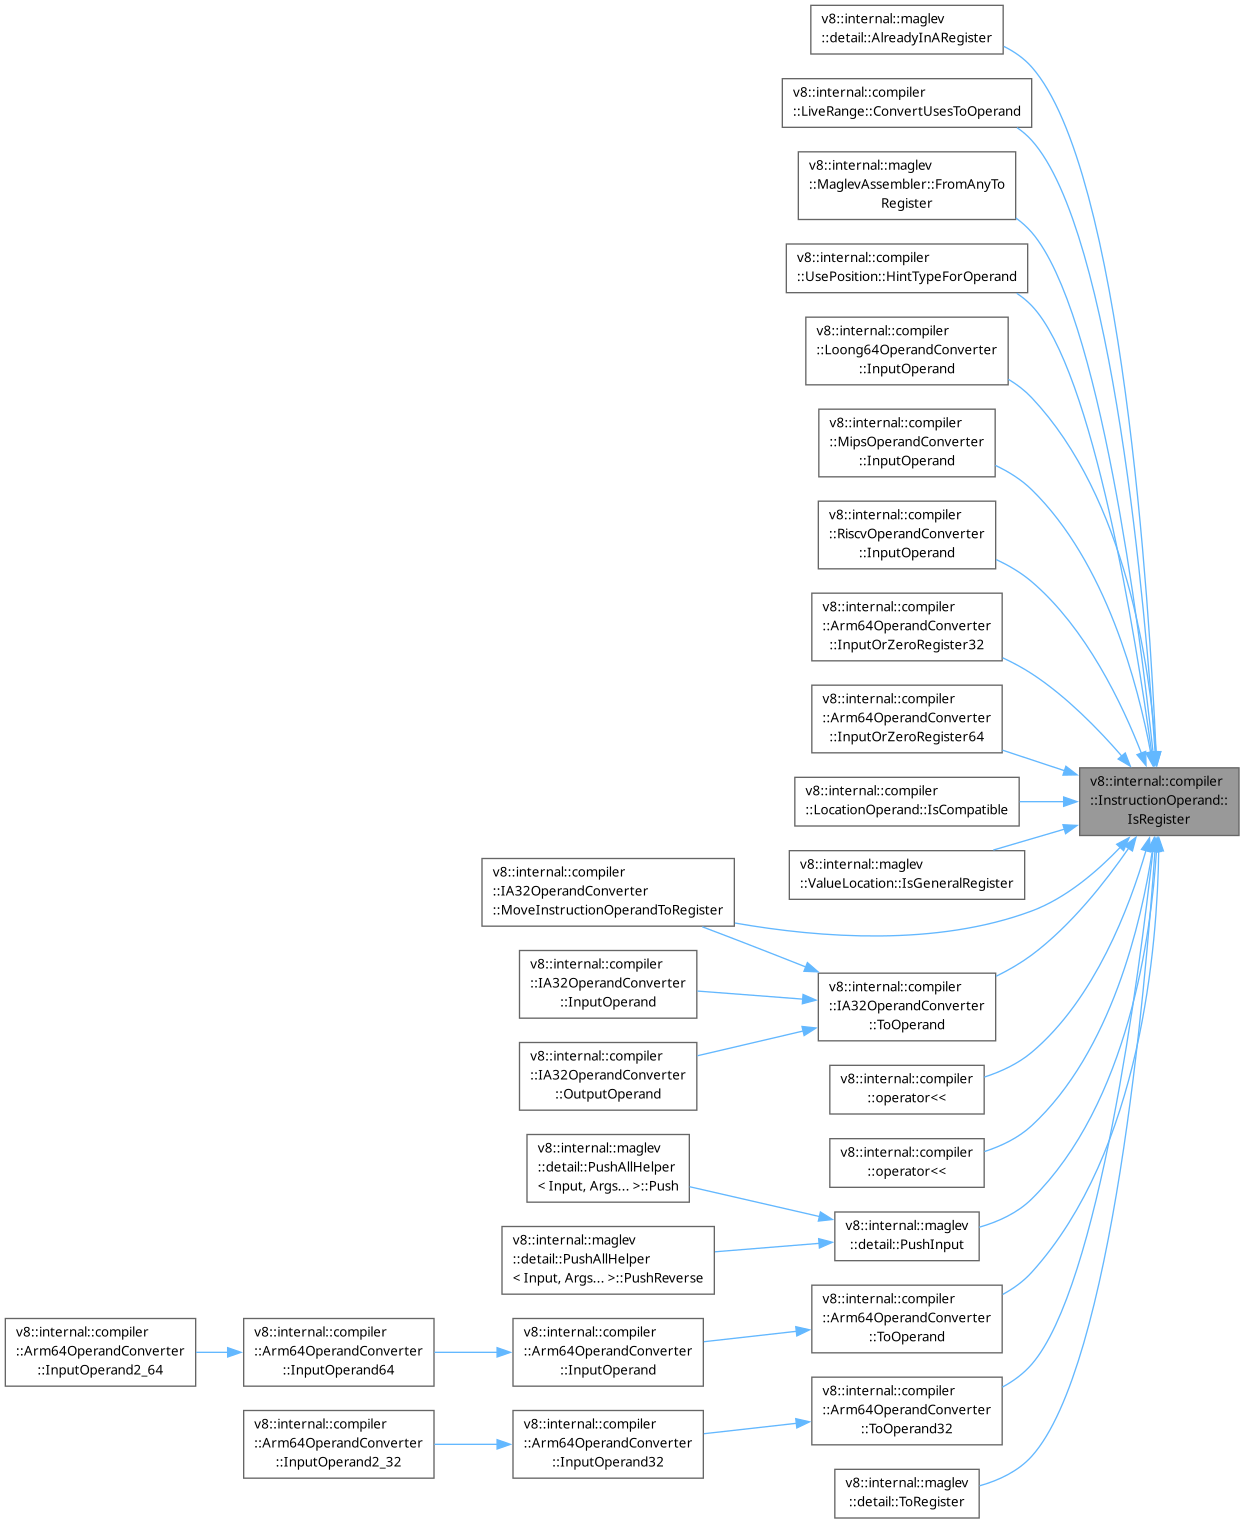 v8::internal::maglev
::detail::AlreadyInARegister
v8::internal::compiler
::LiveRange::ConvertUsesToOperand
v8::internal::maglev
::MaglevAssembler::FromAnyTo
Register
v8::internal::compiler
::UsePosition::HintTypeForOperand
v8::internal::compiler
::Loong64OperandConverter
::InputOperand
v8::internal::compiler
::MipsOperandConverter
::InputOperand
v8::internal::compiler
::RiscvOperandConverter
::InputOperand
v8::internal::compiler
::Arm64OperandConverter
::InputOrZeroRegister32
v8::internal::compiler
::Arm64OperandConverter
::InputOrZeroRegister64
v8::internal::compiler
::InstructionOperand::
IsRegister
v8::internal::compiler
::LocationOperand::IsCompatible
v8::internal::maglev
::ValueLocation::IsGeneralRegister
v8::internal::compiler
::IA32OperandConverter
::MoveInstructionOperandToRegister
v8::internal::compiler
::IA32OperandConverter
::InputOperand
v8::internal::compiler
::IA32OperandConverter
::ToOperand
v8::internal::compiler
::IA32OperandConverter
::OutputOperand
v8::internal::compiler
::operator<<
v8::internal::compiler
::operator<<
v8::internal::maglev
::detail::PushAllHelper
< Input, Args... >::Push
v8::internal::maglev
::detail::PushInput
v8::internal::maglev
::detail::PushAllHelper
< Input, Args... >::PushReverse
v8::internal::compiler
::Arm64OperandConverter
::ToOperand
v8::internal::compiler
::Arm64OperandConverter
::InputOperand2_64
v8::internal::compiler
::Arm64OperandConverter
::InputOperand64
v8::internal::compiler
::Arm64OperandConverter
::InputOperand
v8::internal::compiler
::Arm64OperandConverter
::ToOperand32
v8::internal::compiler
::Arm64OperandConverter
::InputOperand2_32
v8::internal::compiler
::Arm64OperandConverter
::InputOperand32
v8::internal::maglev
::detail::ToRegister